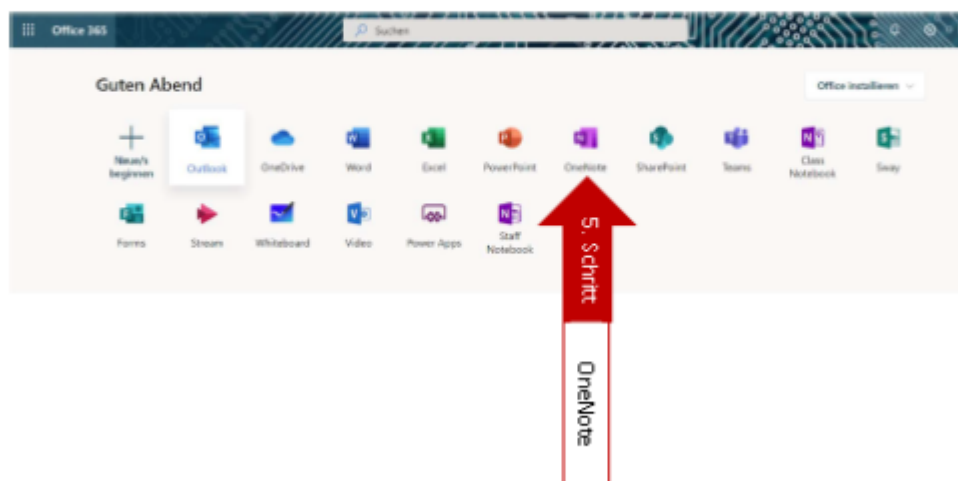 Office 365
Suchen
Guten Abend
Office installieren
Neue/s
beginnen
Outlook
OneDrive
Word
Excel
PowerPoint
OneNote
SharePoint
Teams
Class
Notebook
Sway
Forms
Stream
Whiteboard
Video
Power Apps
Staff
Notebook
5. Schritt
OneNote